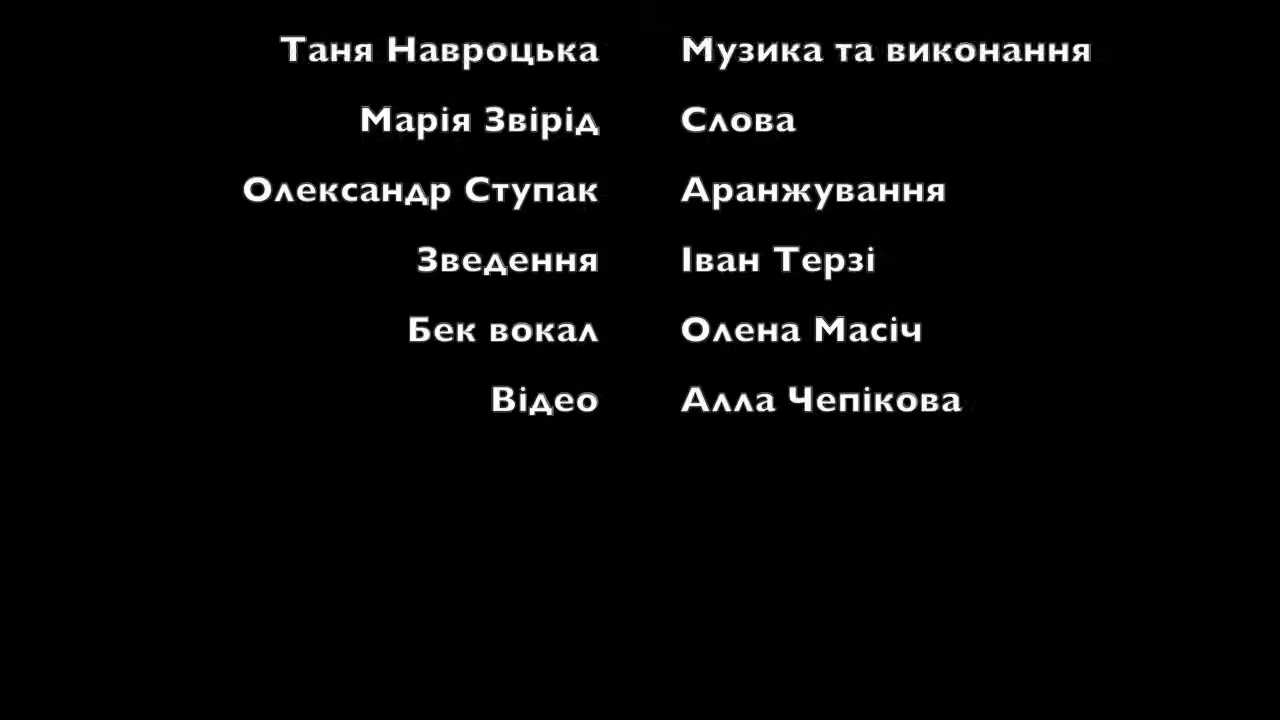 Таня Навроцька Музика та виконання
Марія Звірід Слова
Олександр Ступак Аранжування
Зведення Іван Терзі
Бек вокал Олена Масіч
Відео Алла Чепікова